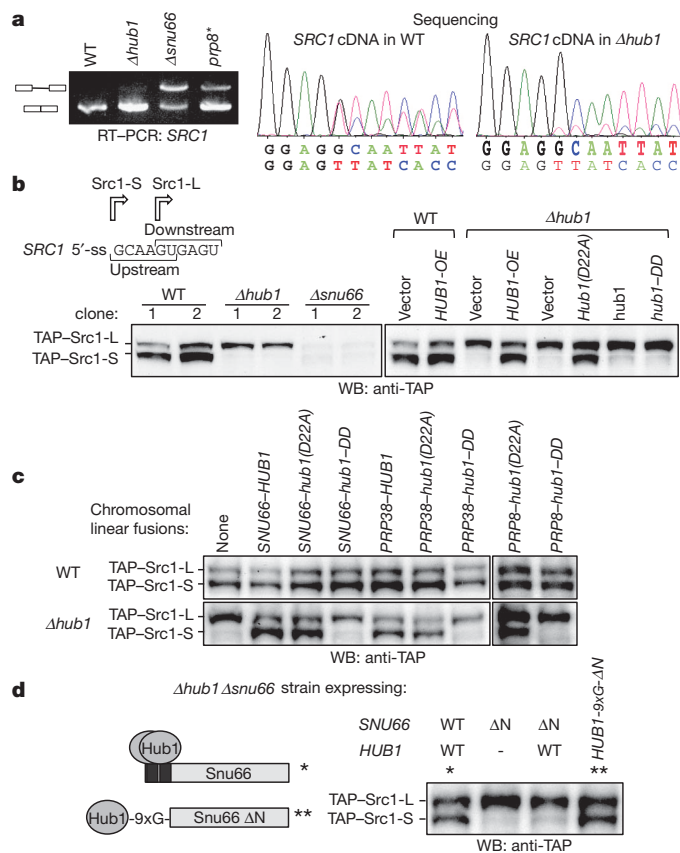 a
WT
Δhub1
Δsnu66
prp8*
RT–PCR: SRC1
Sequencing
SRC1 cDNA in WT
SRC1 cDNA in Δhub1
G G A G G C A A T T A T
G G A G T T A T C A C C
G G A G G C A A T T A T
G G A G T T A T C A C C
b
Src1-S
Src1-L
Downstream
SRC1 5′-ss GCAAGUGAGU
Upstream
WT
Δhub1
Δsnu66
clone: 1 2 1 2 1 2
WT
Δhub1
Vector
HUB1-OE
Vector
HUB1-OE
Vector
Hub1(D22A)
hub1
hub1-DD
TAP–Src1-L
TAP–Src1-S
WB: anti-TAP
c
Chromosomal
linear fusions:
None
SNU66–HUB1
SNU66–hub1(D22A)
SNU66–hub1–DD
PRP38–HUB1
PRP38–hub1(D22A)
PRP38–hub1–DD
PRP8–hub1(D22A)
PRP8–hub1–DD
WT
TAP–Src1-L
TAP–Src1-S
Δhub1
TAP–Src1-L
TAP–Src1-S
WB: anti-TAP
d
Δhub1 Δsnu66 strain expressing:
Hub1
Snu66
*
Hub1
-9xG-
Snu66 ΔN
**
SNU66 WT ΔN ΔN
HUB1 WT - WT
HUB1-9xG-ΔN
* **
TAP–Src1-L
TAP–Src1-S
WB: anti-TAP